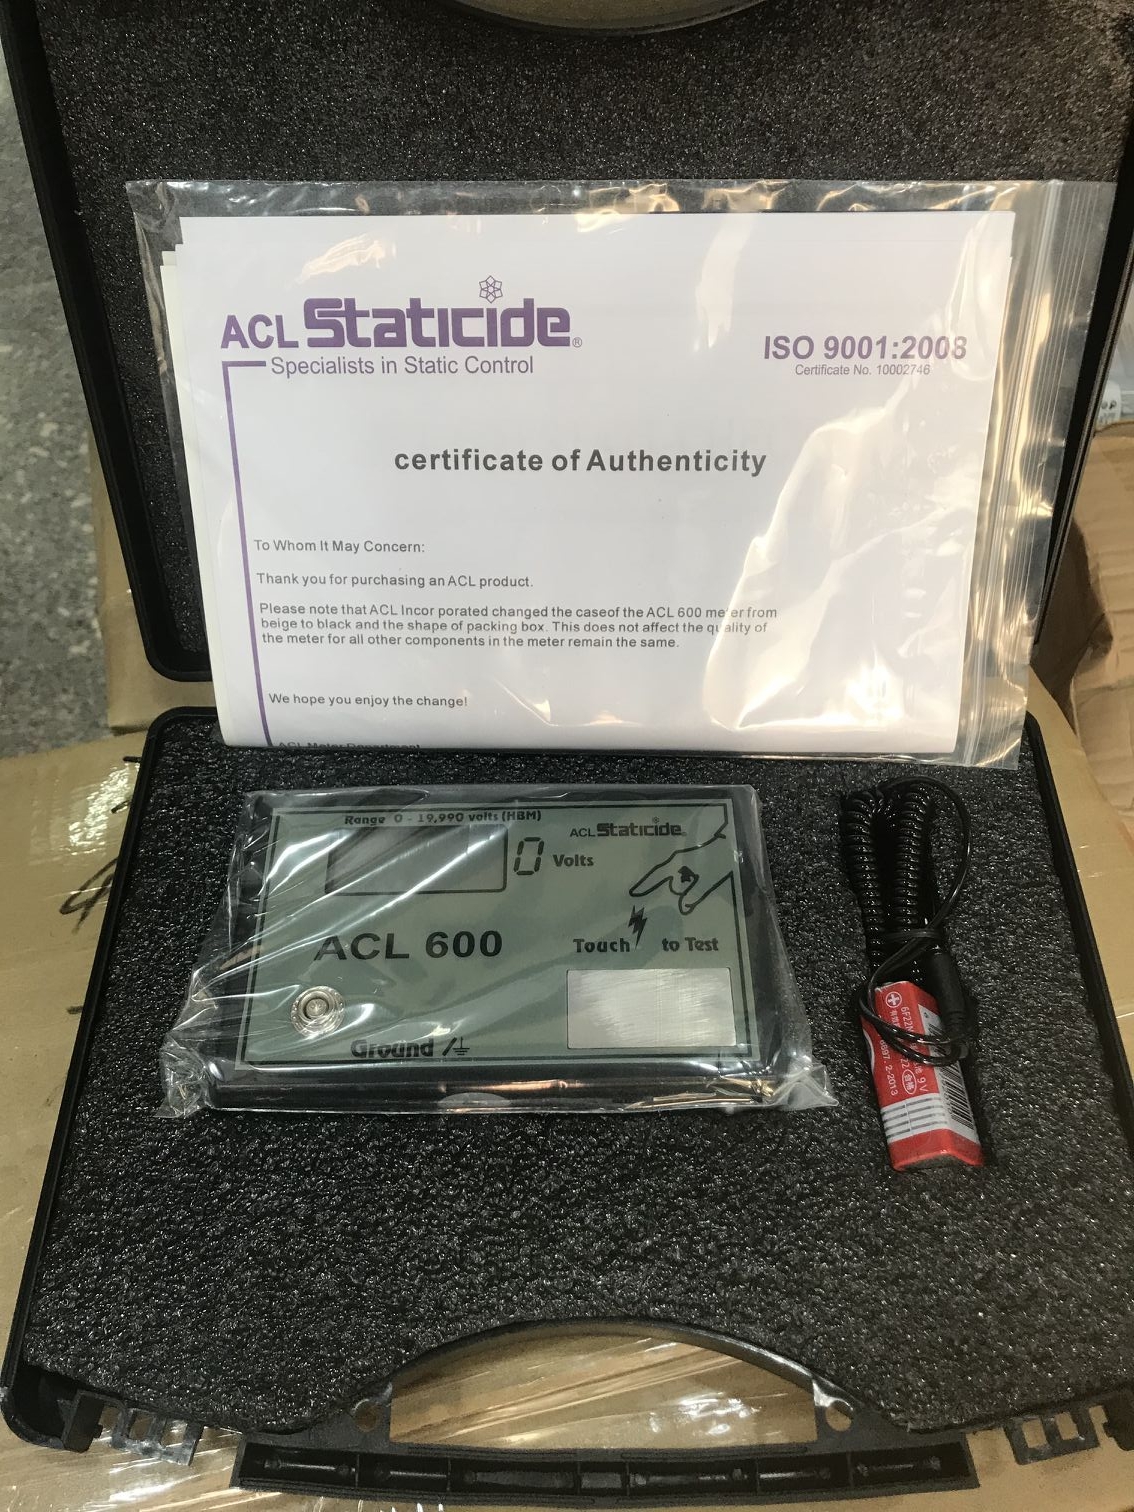 ACL Staticide®
Specialists in Static Control
ISO 9001:2008
Certificate No. 10002746
certificate of Authenticity
To Whom It May Concern:
Thank you for purchasing an ACL product.
Please note that ACL Incor porated changed the caseof the ACL 600 meter from
beige to black and the shape of packing box. This does not affect the quality of
the meter for all other components in the meter remain the same.
We hope you enjoy the change!
ACL Meter Department
Range 0 - 19,990 volts (HBM)
ACL Staticide
0 Volts
ACL 600
Touch to Test
Ground
9V